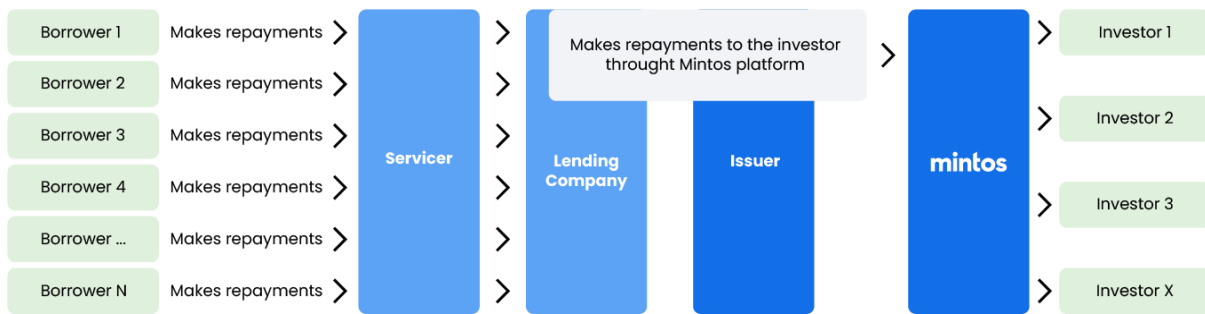 Borrower 1 Makes repayments
Borrower 2 Makes repayments
Borrower 3 Makes repayments
Borrower 4 Makes repayments
Borrower ... Makes repayments
Borrower N Makes repayments
Servicer
Lending
Company
Makes repayments to the investor
throught Mintos platform
Issuer
mintos
Investor 1
Investor 2
Investor 3
Investor X